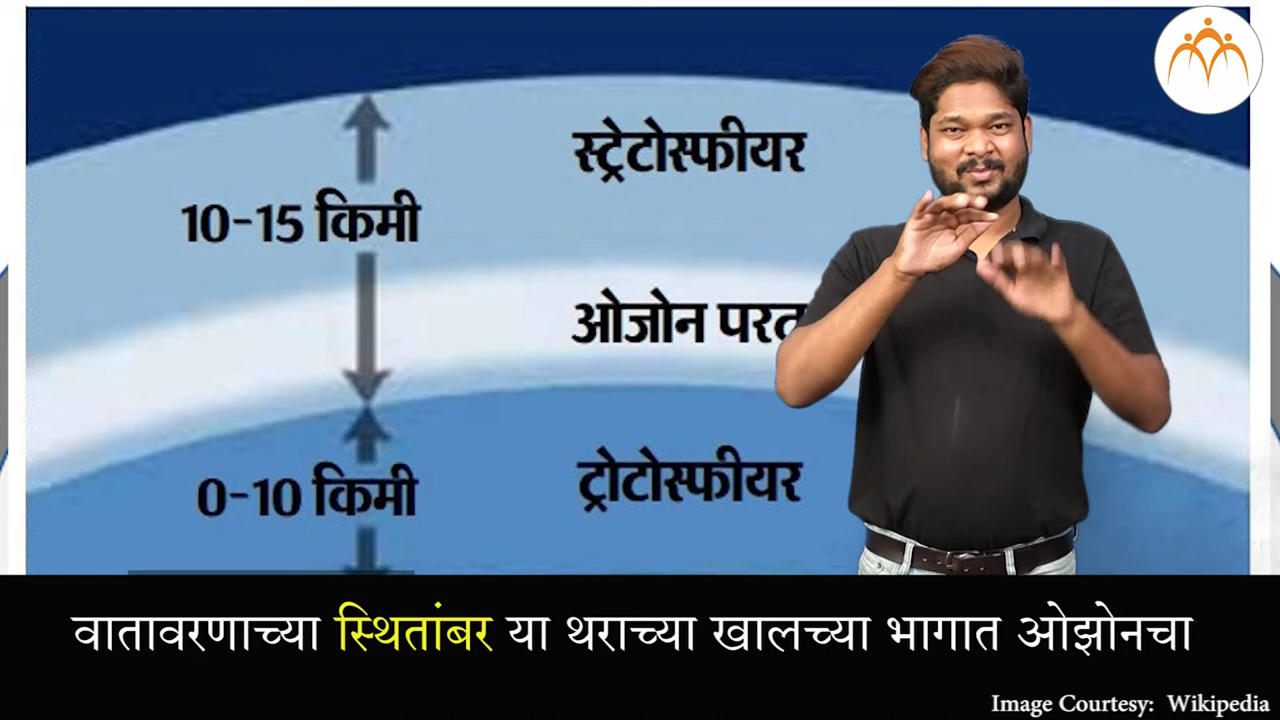 स्ट्रेटोस्फीयर
10-15 किमी
ओजोन परत
0-10 किमी
ट्रोटोस्फीयर
वातावरणाच्या स्थितांबर या थराच्या खालच्या भागात ओझोनचा
Image Courtesy: Wikipedia